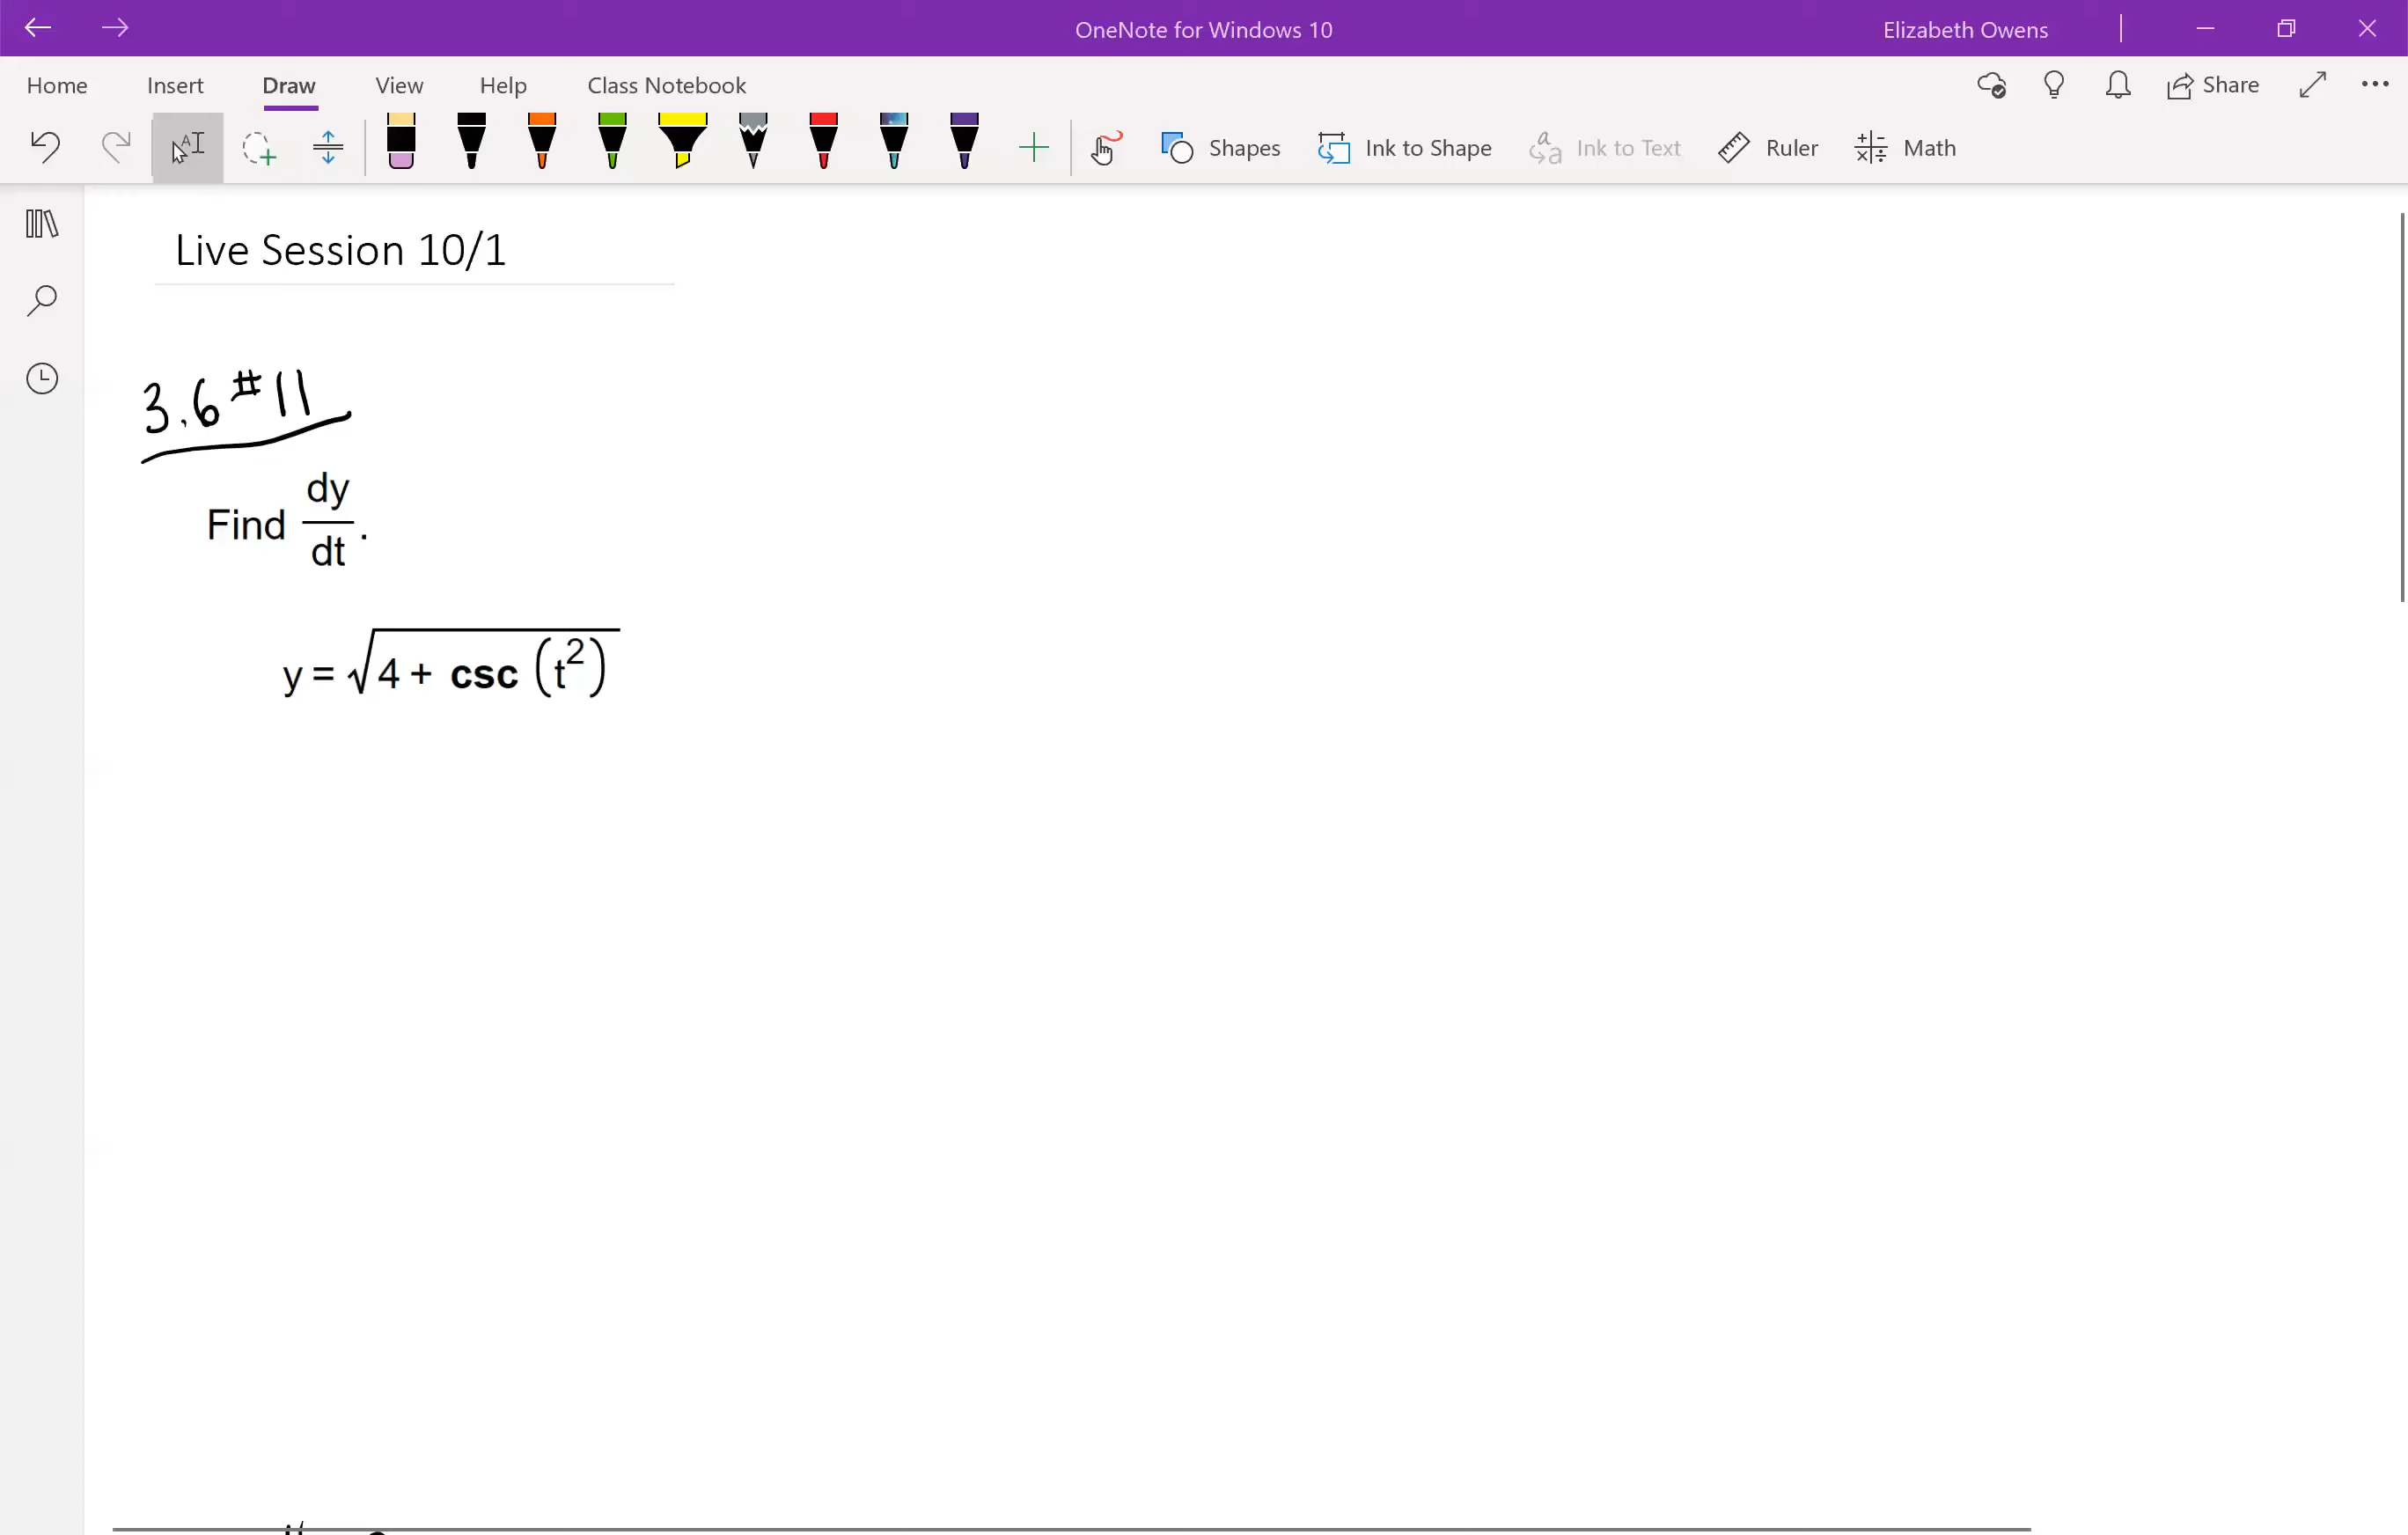 OneNote for Windows 10
Elizabeth Owens
Home Insert Draw View Help Class Notebook
Share
Shapes Ink to Shape Ink to Text Ruler Math
Live Session 10/1
3.6 #11
Find dy/dt.
y = √(4 + csc (t²))